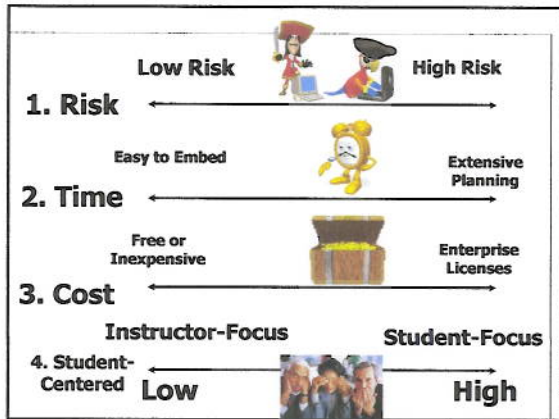 Low Risk
High Risk
1. Risk
Easy to Embed
Extensive
Planning
2. Time
Free or
Inexpensive
Enterprise
Licenses
3. Cost
Instructor-Focus
Student-Focus
4. Student-
Centered
Low
High